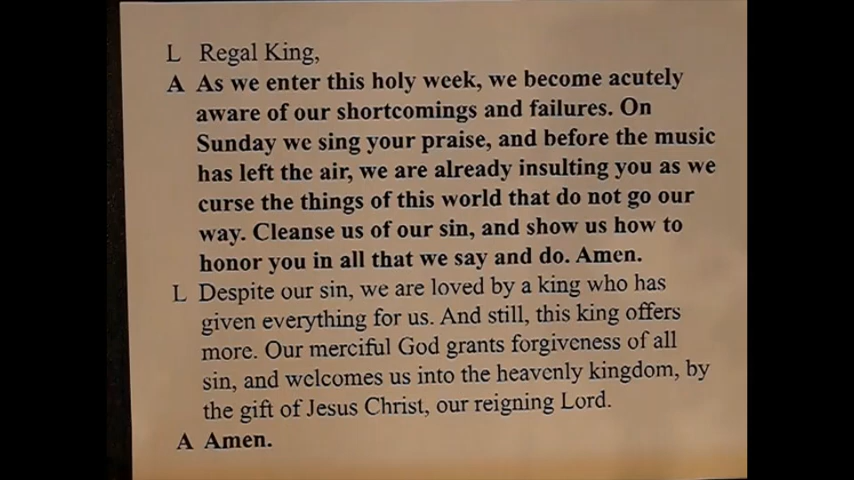 L Regal King,
A As we enter this holy week, we become acutely
aware of our shortcomings and failures. On
Sunday we sing your praise, and before the music
has left the air, we are already insulting you as we
curse the things of this world that do not go our
way. Cleanse us of our sin, and show us how to
honor you in all that we say and do. Amen.
L Despite our sin, we are loved by a king who has
given everything for us. And still, this king offers
more. Our merciful God grants forgiveness of all
sin, and welcomes us into the heavenly kingdom, by
the gift of Jesus Christ, our reigning Lord.
A Amen.